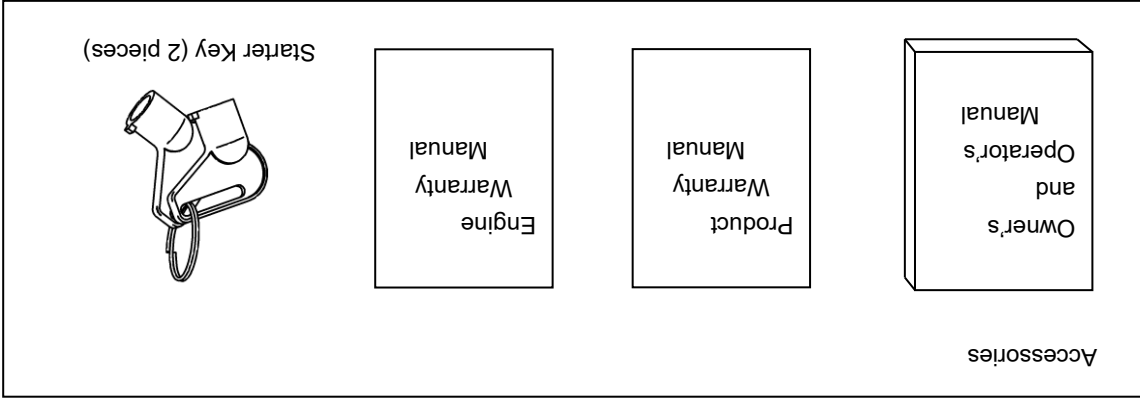 Accessories
Owner's
and
Operator's
Manual
Product
Warranty
Manual
Engine
Warranty
Manual
Starter Key (2 pieces)